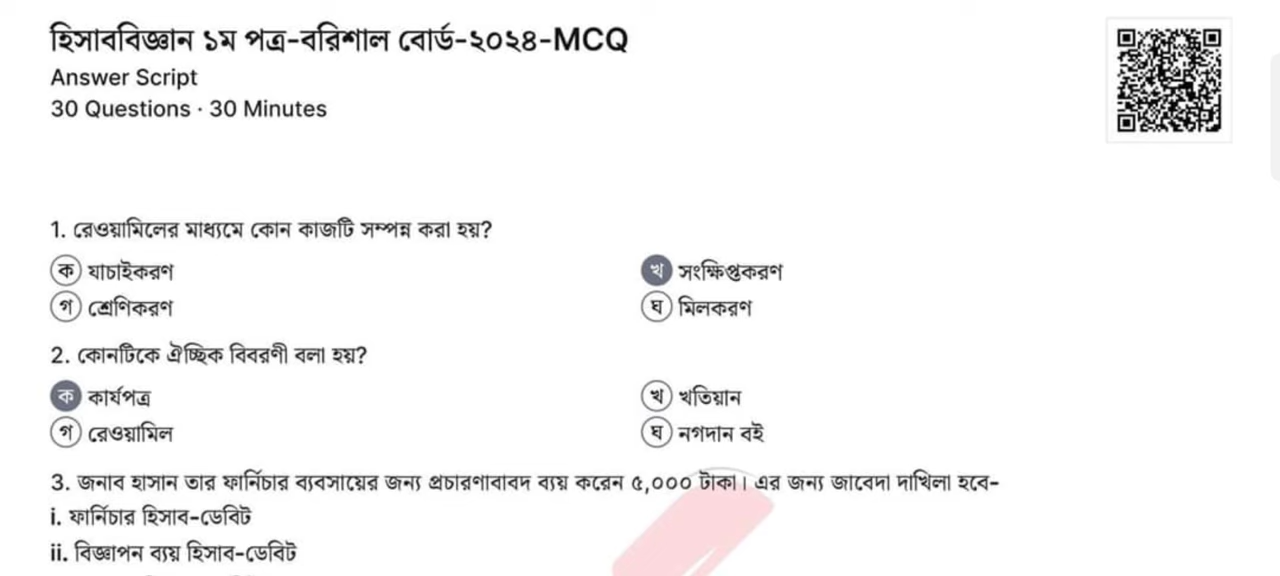 হিসাববিজ্ঞান ১ম পত্র-বরিশাল বোর্ড-২০২৪-MCQ
Answer Script
30 Questions · 30 Minutes
1. রেওয়ামিলের মাধ্যমে কোন কাজটি সম্পন্ন করা হয়?
ক যাচাইকরণ খ সংক্ষিপ্তকরণ
গ শ্রেণিকরণ ঘ মিলকরণ
2. কোনটিকে ঐচ্ছিক বিবরণী বলা হয়?
ক কার্যপত্র খ খতিয়ান
গ রেওয়ামিল ঘ নগদান বই
3. জনাব হাসান তার ফার্নিচার ব্যবসায়ের জন্য প্রচারণাবাবদ ব্যয় করেন ৫,০০০ টাকা। এর জন্য জাবেদা দাখিলা হবে-
i. ফার্নিচার হিসাব-ডেবিট
ii. বিজ্ঞাপন ব্যয় হিসাব-ডেবিট